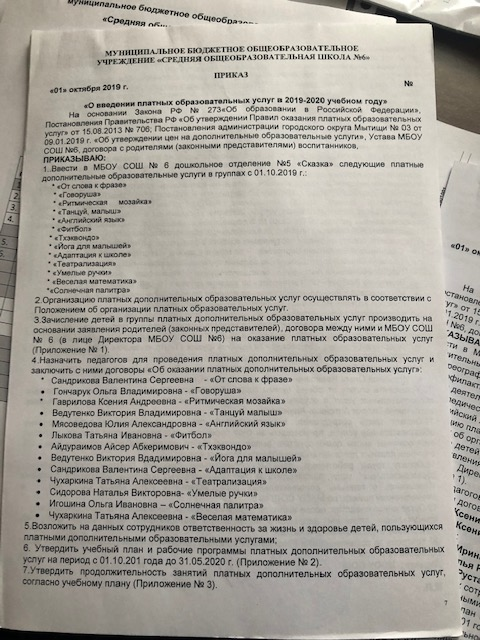 муниципальное бюджетное общеобразова
«Средняя общ
МУНИЦИПАЛЬНОЕ БЮДЖЕТНОЕ ОБЩЕОБРАЗОВАТЕЛЬНОЕ
УЧРЕЖДЕНИЕ «СРЕДНЯЯ ОБЩЕОБРАЗОВАТЕЛЬНАЯ ШКОЛА №6»
ПРИКАЗ
«01» октября 2019 г. №
«О введении платных образовательных услуг в 2019-2020 учебном году»
На основании Закона РФ № 273«Об образовании в Российской Федерации»,
Постановления Правительства РФ «Об утверждении Правил оказания платных образовательных
услуг» от 15.08.2013 № 706; Постановления администрации городского округа Мытищи № 03 от
09.01.2019 г. «Об утверждении цен на дополнительные образовательные услуги», Устава МБОУ
СОШ №6, договора с родителями (законными представителями) воспитанников,
ПРИКАЗЫВАЮ:
1..Ввести в МБОУ СОШ № 6 дошкольное отделение №5 «Сказка» следующие платные
дополнительные образовательные услуги в группах с 01.10.2019 г.:
* «От слова к фразе»
* «Говоруша»
* «Ритмическая мозайка»
* «Танцуй, малыш»
* «Английский язык»
* «Фитбол»
* «Тхэквондо»
* «Йога для малышей»
* «Адаптация к школе»
* «Театрализация»
* «Умелые ручки»
* «Веселая математика»
*«Солнечная палитра»
2.Организацию платных дополнительных образовательных услуг осуществлять в соответствии с
Положением об организации платных образовательных услуг.
3.Зачисление детей в группы платных дополнительных образовательных услуг производить на
основании заявления родителей (законных представителей), договора между ними и МБОУ СОШ
№ 6 (в лице Директора МБОУ СОШ №6) на оказание платных образовательных услуг
(Приложение № 1).
4.Назначить педагогов для проведения платных дополнительных образовательных услуг и
заключить с ними договоры «Об оказании платных дополнительных образовательных услуг»:
• Сандрикова Валентина Сергеевна - «От слова к фразе»
• Гончарук Ольга Владимировна - «Говоруша»
• Гаврилова Ксения Андреевна - «Ритмическая мозайка»
• Ведутенко Виктория Владимировна - «Танцуй малыш»
• Мясоведова Юлия Александровна - «Английский язык»
• Лыкова Татьяна Ивановна - «Фитбол»
• Айдураимов Айсер Абкеримович - «Тхэквондо»
• Ведутенко Виктория Владимировна - «Йога для малышей»
• Сандрикова Валентина Сергеевна - «Адаптация к школе»
• Чухаркина Татьяна Алексеевна - «Театрализация»
• Сидорова Наталья Викторовна- «Умелые ручки»
• Игошина Ольга Ивановна – «Солнечная палитра»
• Чухаркина Татьяна Алексеевна - «Веселая математика»
5.Возложить на данных сотрудников ответственность за жизнь и здоровье детей, пользующихся
платными дополнительными образовательными услугами;
6. Утвердить учебный план и рабочие программы платных дополнительных образовательных
услуг на период с 01.10.201 года до 31.05.2020 г. (Приложение № 2).
7.Утвердить продолжительность занятий платных дополнительных образовательных услуг,
согласно учебному плану (Приложение № 3).